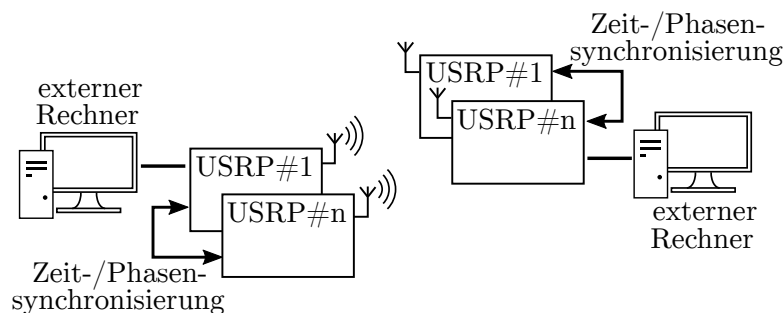 externer
Rechner
USRP#1
USRP#n
Zeit-/Phasen-
synchronisierung
Zeit-/Phasen-
synchronisierung
USRP#1
USRP#n
externer
Rechner